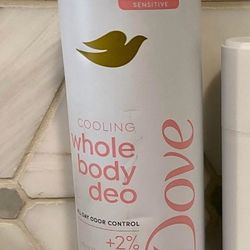 SENSITIVE
COOLING
whole
body
deo
ALL DAY ODOR CONTROL
+2%
Dove